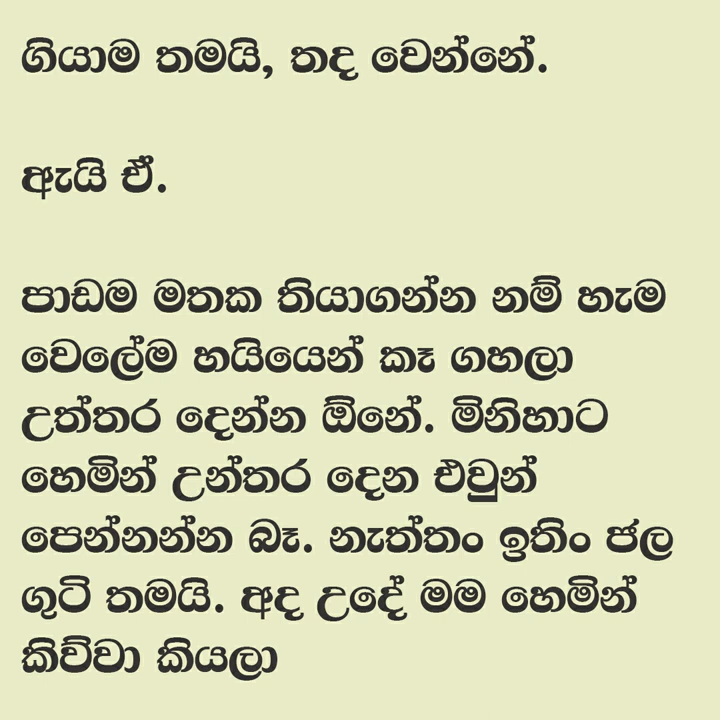 ගියාම තමයි, තද වෙන්නේ.
ඇයි ඒ.
පාඩම මතක තියාගන්න නම් හැම
වෙලේම හයියෙන් කෑ ගහලා
උත්තර දෙන්න ඕනේ. මිනිහාට
හෙමින් උන්තර දෙන එවුන්
පෙන්නන්න බෑ. නැත්තං ඉතිං ජල
ගුටි තමයි. අද උදේ මම හෙමින්
කිව්වා කියලා